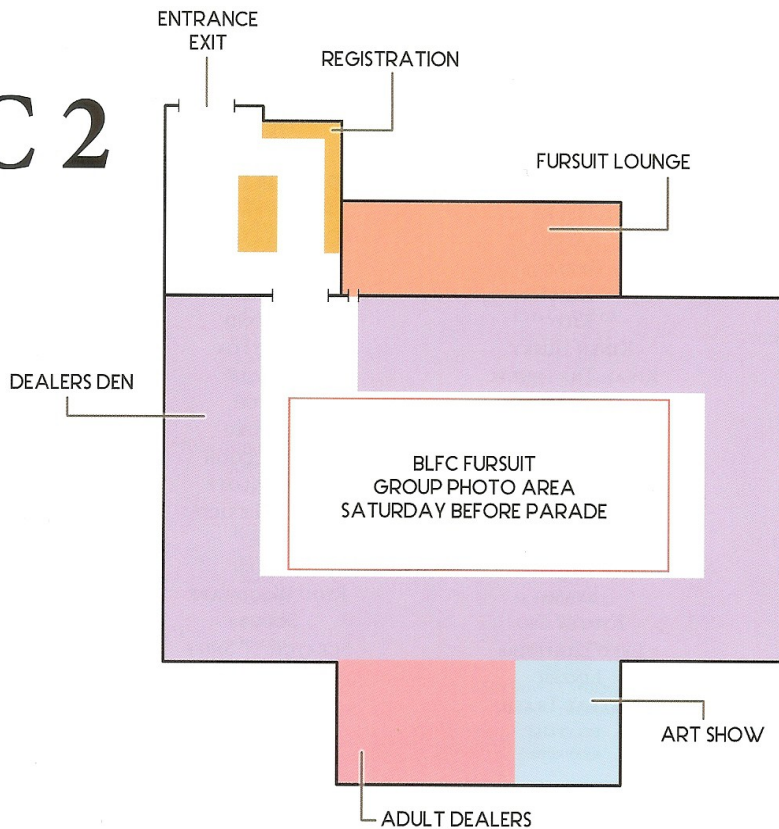 ENTRANCE
EXIT
REGISTRATION
C 2
FURSUIT LOUNGE
DEALERS DEN
BLFC FURSUIT
GROUP PHOTO AREA
SATURDAY BEFORE PARADE
ART SHOW
ADULT DEALERS